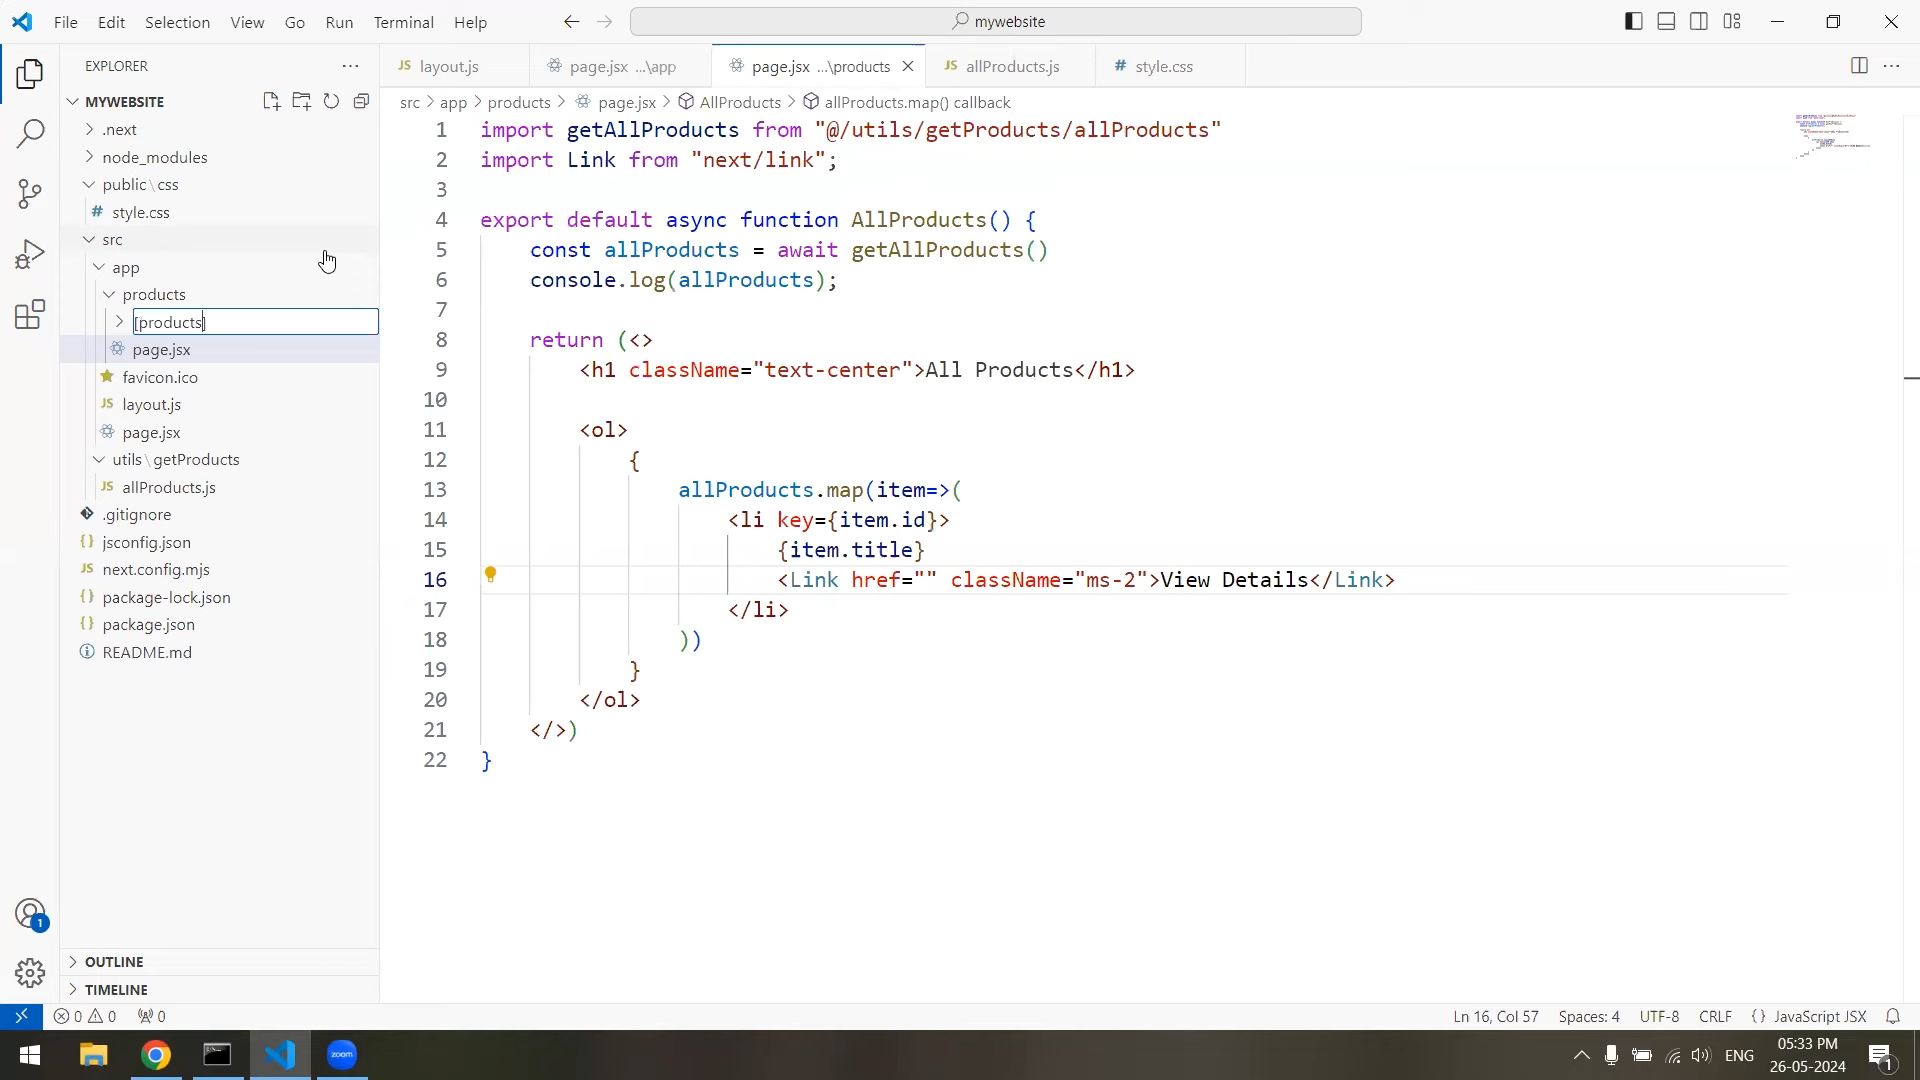 File Edit Selection View Go Run Terminal Help
mywebsite
EXPLORER
MYWEBSITE
.next
node_modules
public\css
# style.css
src
app
products
[products]
page.jsx
favicon.ico
JS layout.js
page.jsx
utils\getProducts
JS allProducts.js
.gitignore
{} jsconfig.json
JS next.config.mjs
{} package-lock.json
{} package.json
README.md
OUTLINE
TIMELINE
JS layout.js
page.jsx ...\app
page.jsx ...\products
JS allProducts.js
# style.css
src > app > products > page.jsx > AllProducts > allProducts.map() callback
1 import getAllProducts from "@/utils/getProducts/allProducts"
2 import Link from "next/link";
3
4 export default async function AllProducts() {
5 const allProducts = await getAllProducts()
6 console.log(allProducts);
7
8 return (<>
9 <h1 className="text-center">All Products</h1>
10
11 <ol>
12 {
13 allProducts.map(item=>(
14 <li key={item.id}>
15 {item.title}
16 <Link href="" className="ms-2">View Details</Link>
17 </li>
18 ))
19 }
20 </ol>
21 </>)
22 }
1
0 0 0
Ln 16, Col 57 Spaces: 4 UTF-8 CRLF {} JavaScript JSX
zoom
ENG
05:33 PM
26-05-2024
1